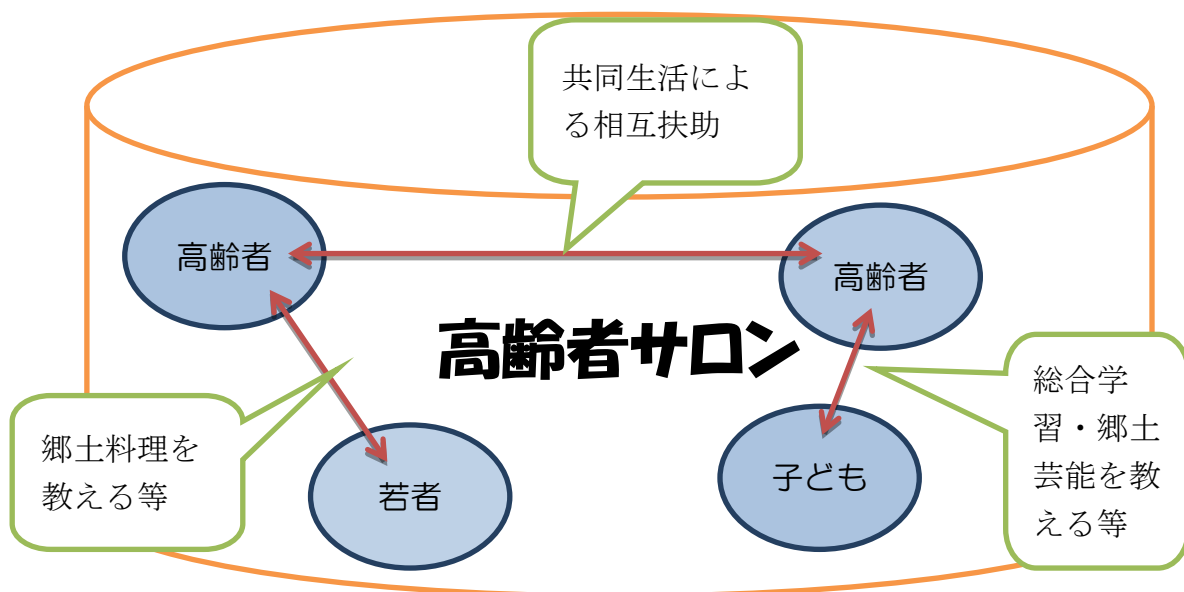 共同生活によ
る相互扶助
高齢者
高齢者
高齢者サロン
郷土料理を
教える等
総合学
習・郷土
芸能を教
える等
若者
子ども